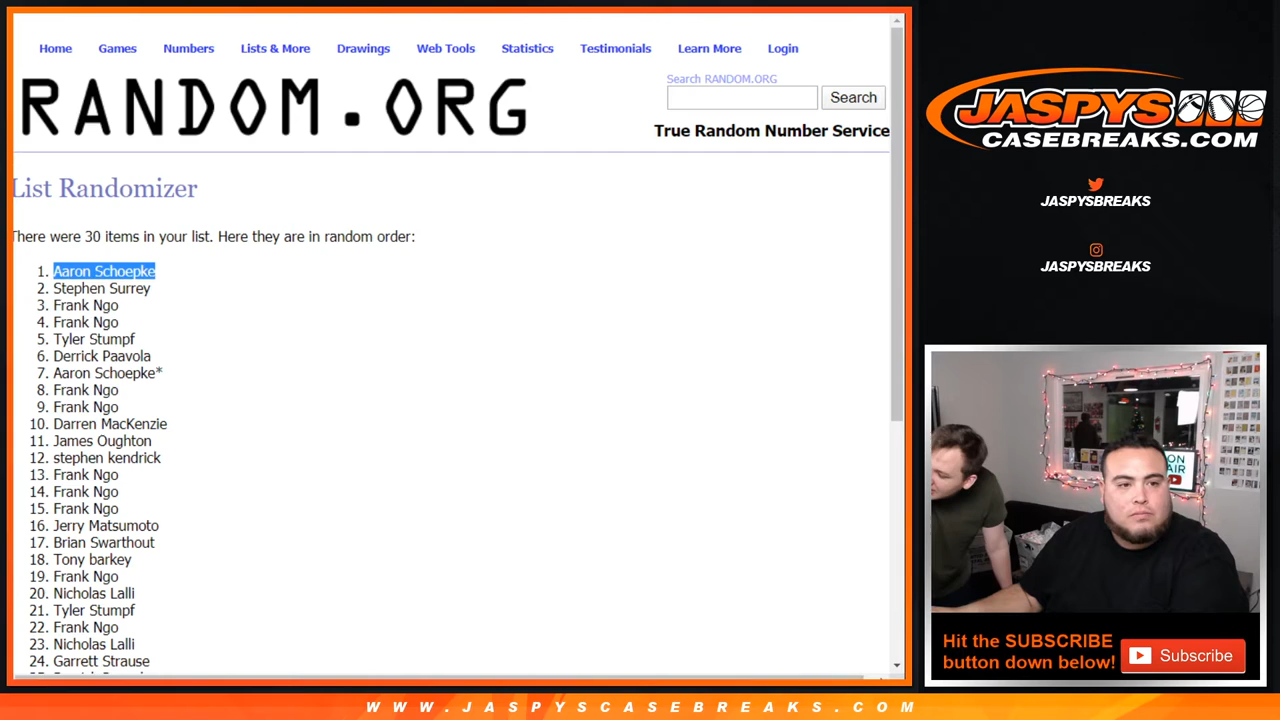 Home Games Numbers Lists & More Drawings Web Tools Statistics Testimonials Learn More Login
RANDOM.ORG
Search RANDOM.ORG
Search
True Random Number Service
List Randomizer
There were 30 items in your list. Here they are in random order:
1. Aaron Schoepke
2. Stephen Surrey
3. Frank Ngo
4. Frank Ngo
5. Tyler Stumpf
6. Derrick Paavola
7. Aaron Schoepke*
8. Frank Ngo
9. Frank Ngo
10. Darren MacKenzie
11. James Oughton
12. stephen kendrick
13. Frank Ngo
14. Frank Ngo
15. Frank Ngo
16. Jerry Matsumoto
17. Brian Swarthout
18. Tony barkey
19. Frank Ngo
20. Nicholas Lalli
21. Tyler Stumpf
22. Frank Ngo
23. Nicholas Lalli
24. Garrett Strause
JASPYS
CASEBREAKS.COM
JASPYSBREAKS
JASPYSBREAKS
ON
AIR
Hit the SUBSCRIBE
button down below!
Subscribe
WWW.JASPYSCASEBREAKS.COM